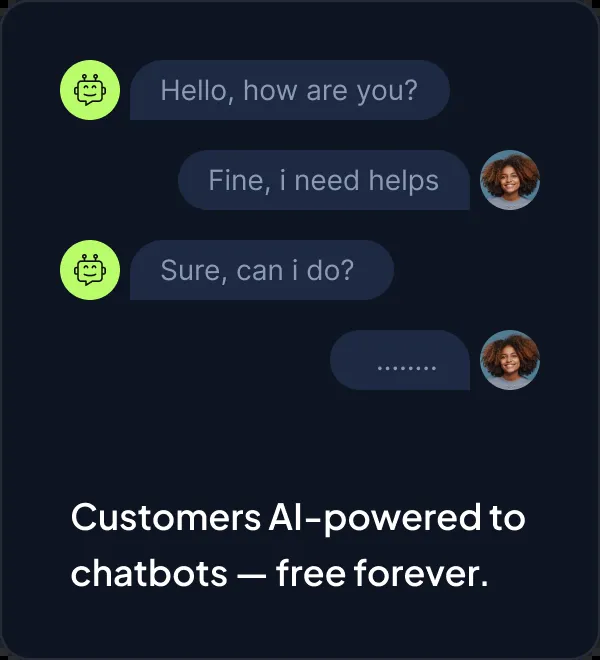 Hello, how are you?
Fine, i need helps
Sure, can i do?
........
Customers AI-powered to
chatbots — free forever.